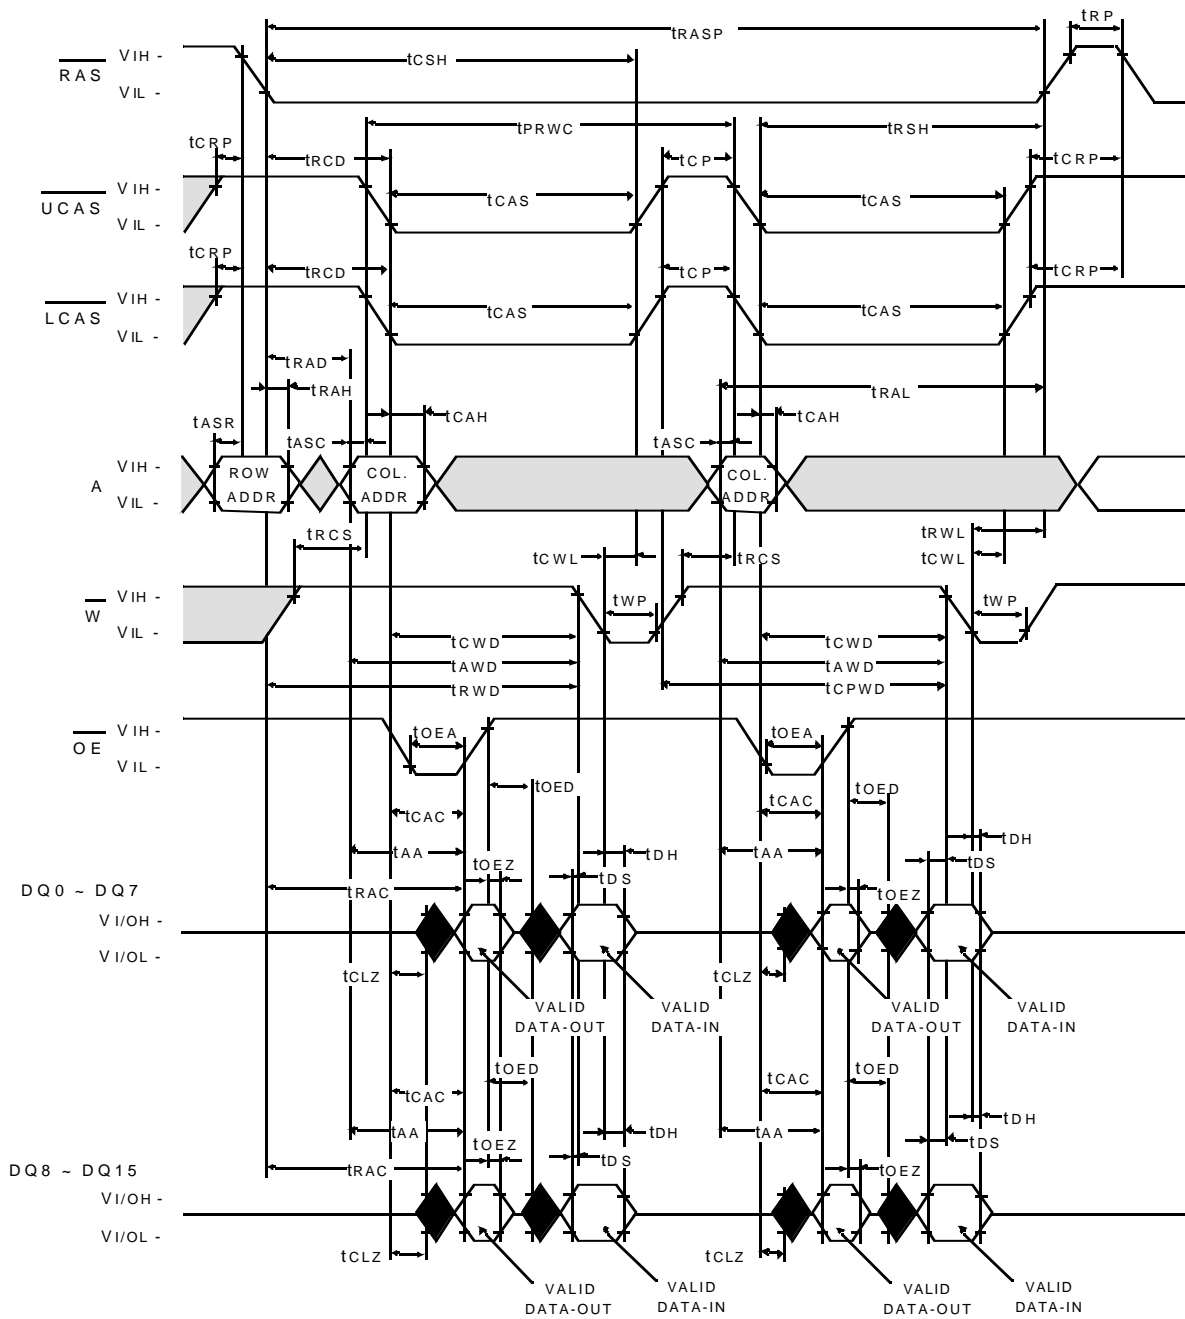 tRP
tRASP
VIH -
RAS
VIL -
tCSH
tPRWC
tRSH
tCRP
tRCD
tCP
tCRP
VIH -
UCAS
VIL -
tCAS
tCAS
tCRP
tRCD
tCP
tCRP
VIH -
LCAS
VIL -
tCAS
tCAS
tRAD
tRAH
tRAL
tASR
tCAH
tCAH
tASC
tASC
VIH -
A
VIL -
ROW
ADDR
COL.
ADDR
COL.
ADDR
tRCS
tCWL
tRCS
tRWL
tCWL
VIH -
W
VIL -
tWP
tWP
tCWD
tCWD
tAWD
tAWD
tRWD
tCPWD
VIH -
OE
VIL -
tOEA
tOEA
tOED
tOED
tCAC
tCAC
tDH
tAA
tOEZ
tDH
tAA
tDS
DQ0 ~ DQ7
tRAC
tDS
tOEZ
VI/OH -
VI/OL -
tCLZ
tCLZ
VALID
DATA-OUT
VALID
DATA-IN
VALID
DATA-OUT
VALID
DATA-IN
tOED
tOED
tCAC
tCAC
tDH
tAA
tOEZ
tDH
tAA
tDS
DQ8 ~ DQ15
tRAC
tDS
tOEZ
VI/OH -
VI/OL -
tCLZ
tCLZ
VALID
DATA-OUT
VALID
DATA-IN
VALID
DATA-OUT
VALID
DATA-IN